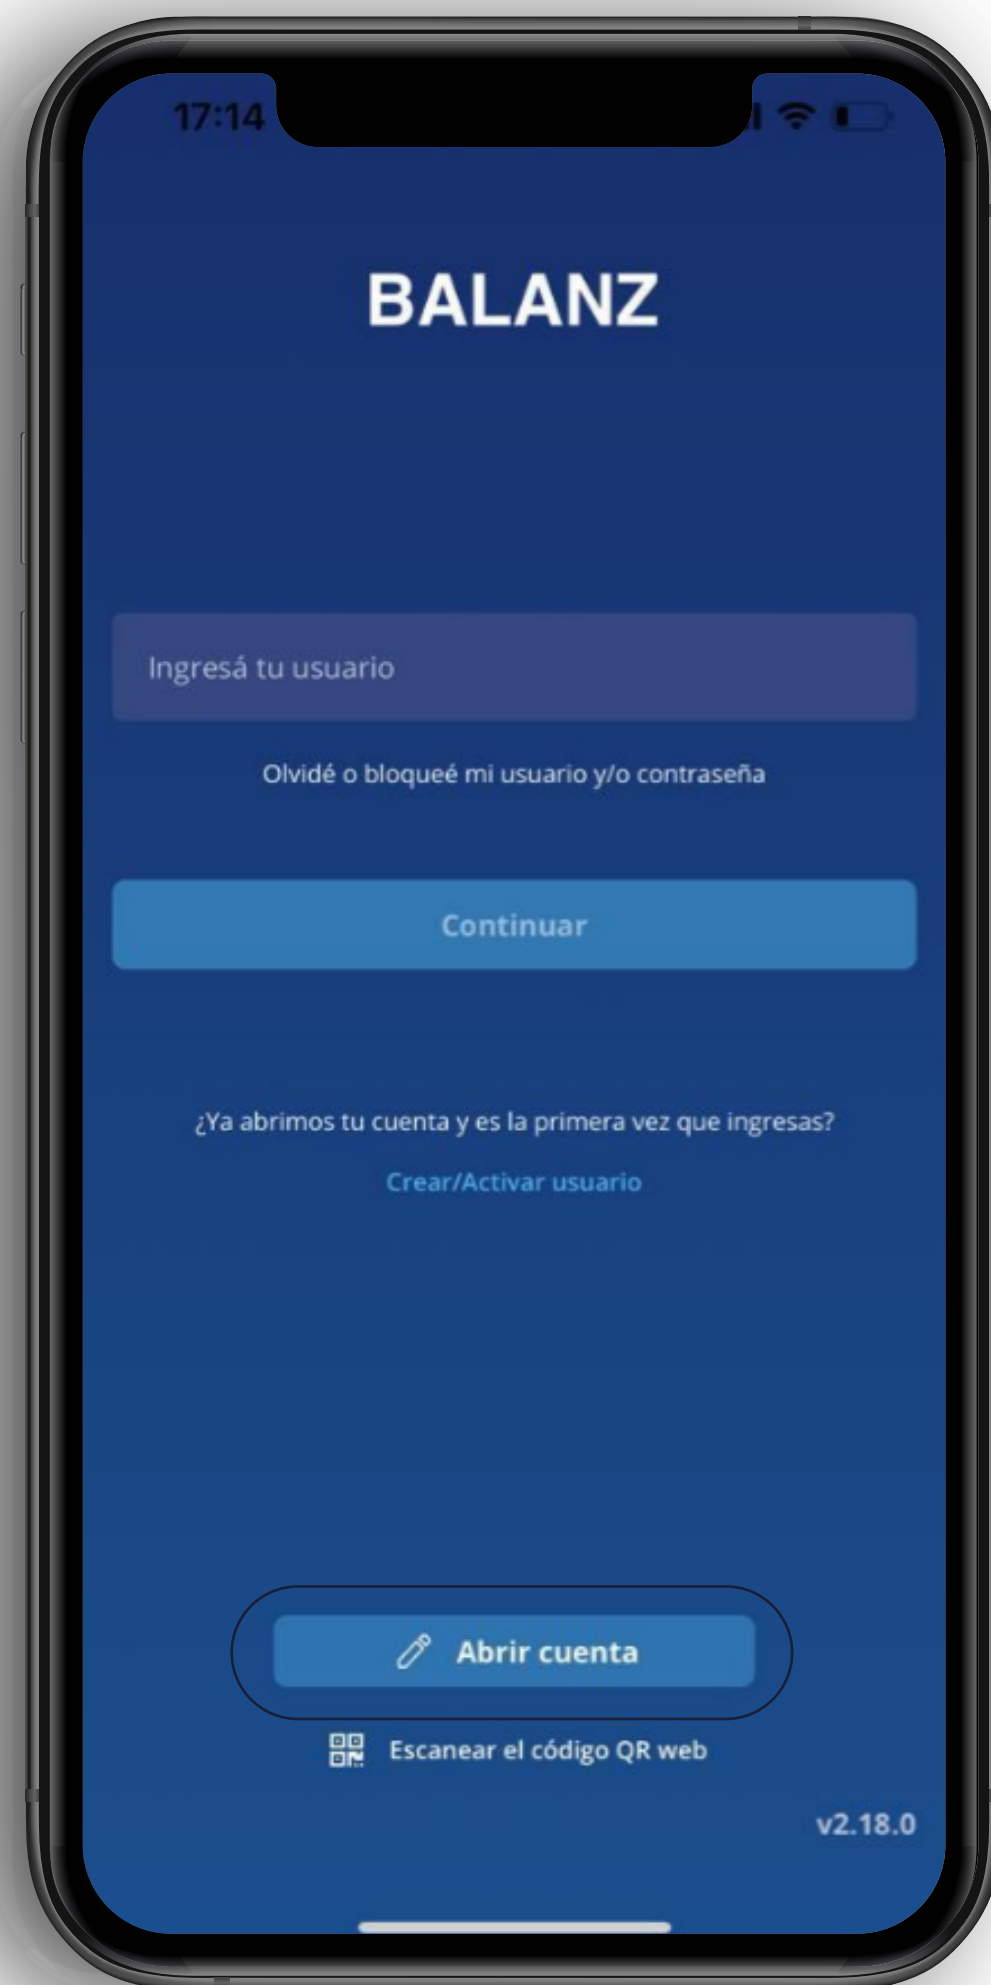 17:14
BALANZ
Ingresá tu usuario
Olvidé o bloqueé mi usuario y/o contraseña
Continuar
¿Ya abrimos tu cuenta y es la primera vez que ingresas?
Crear/Activar usuario
Abrir cuenta
Escanear el código QR web
v2.18.0